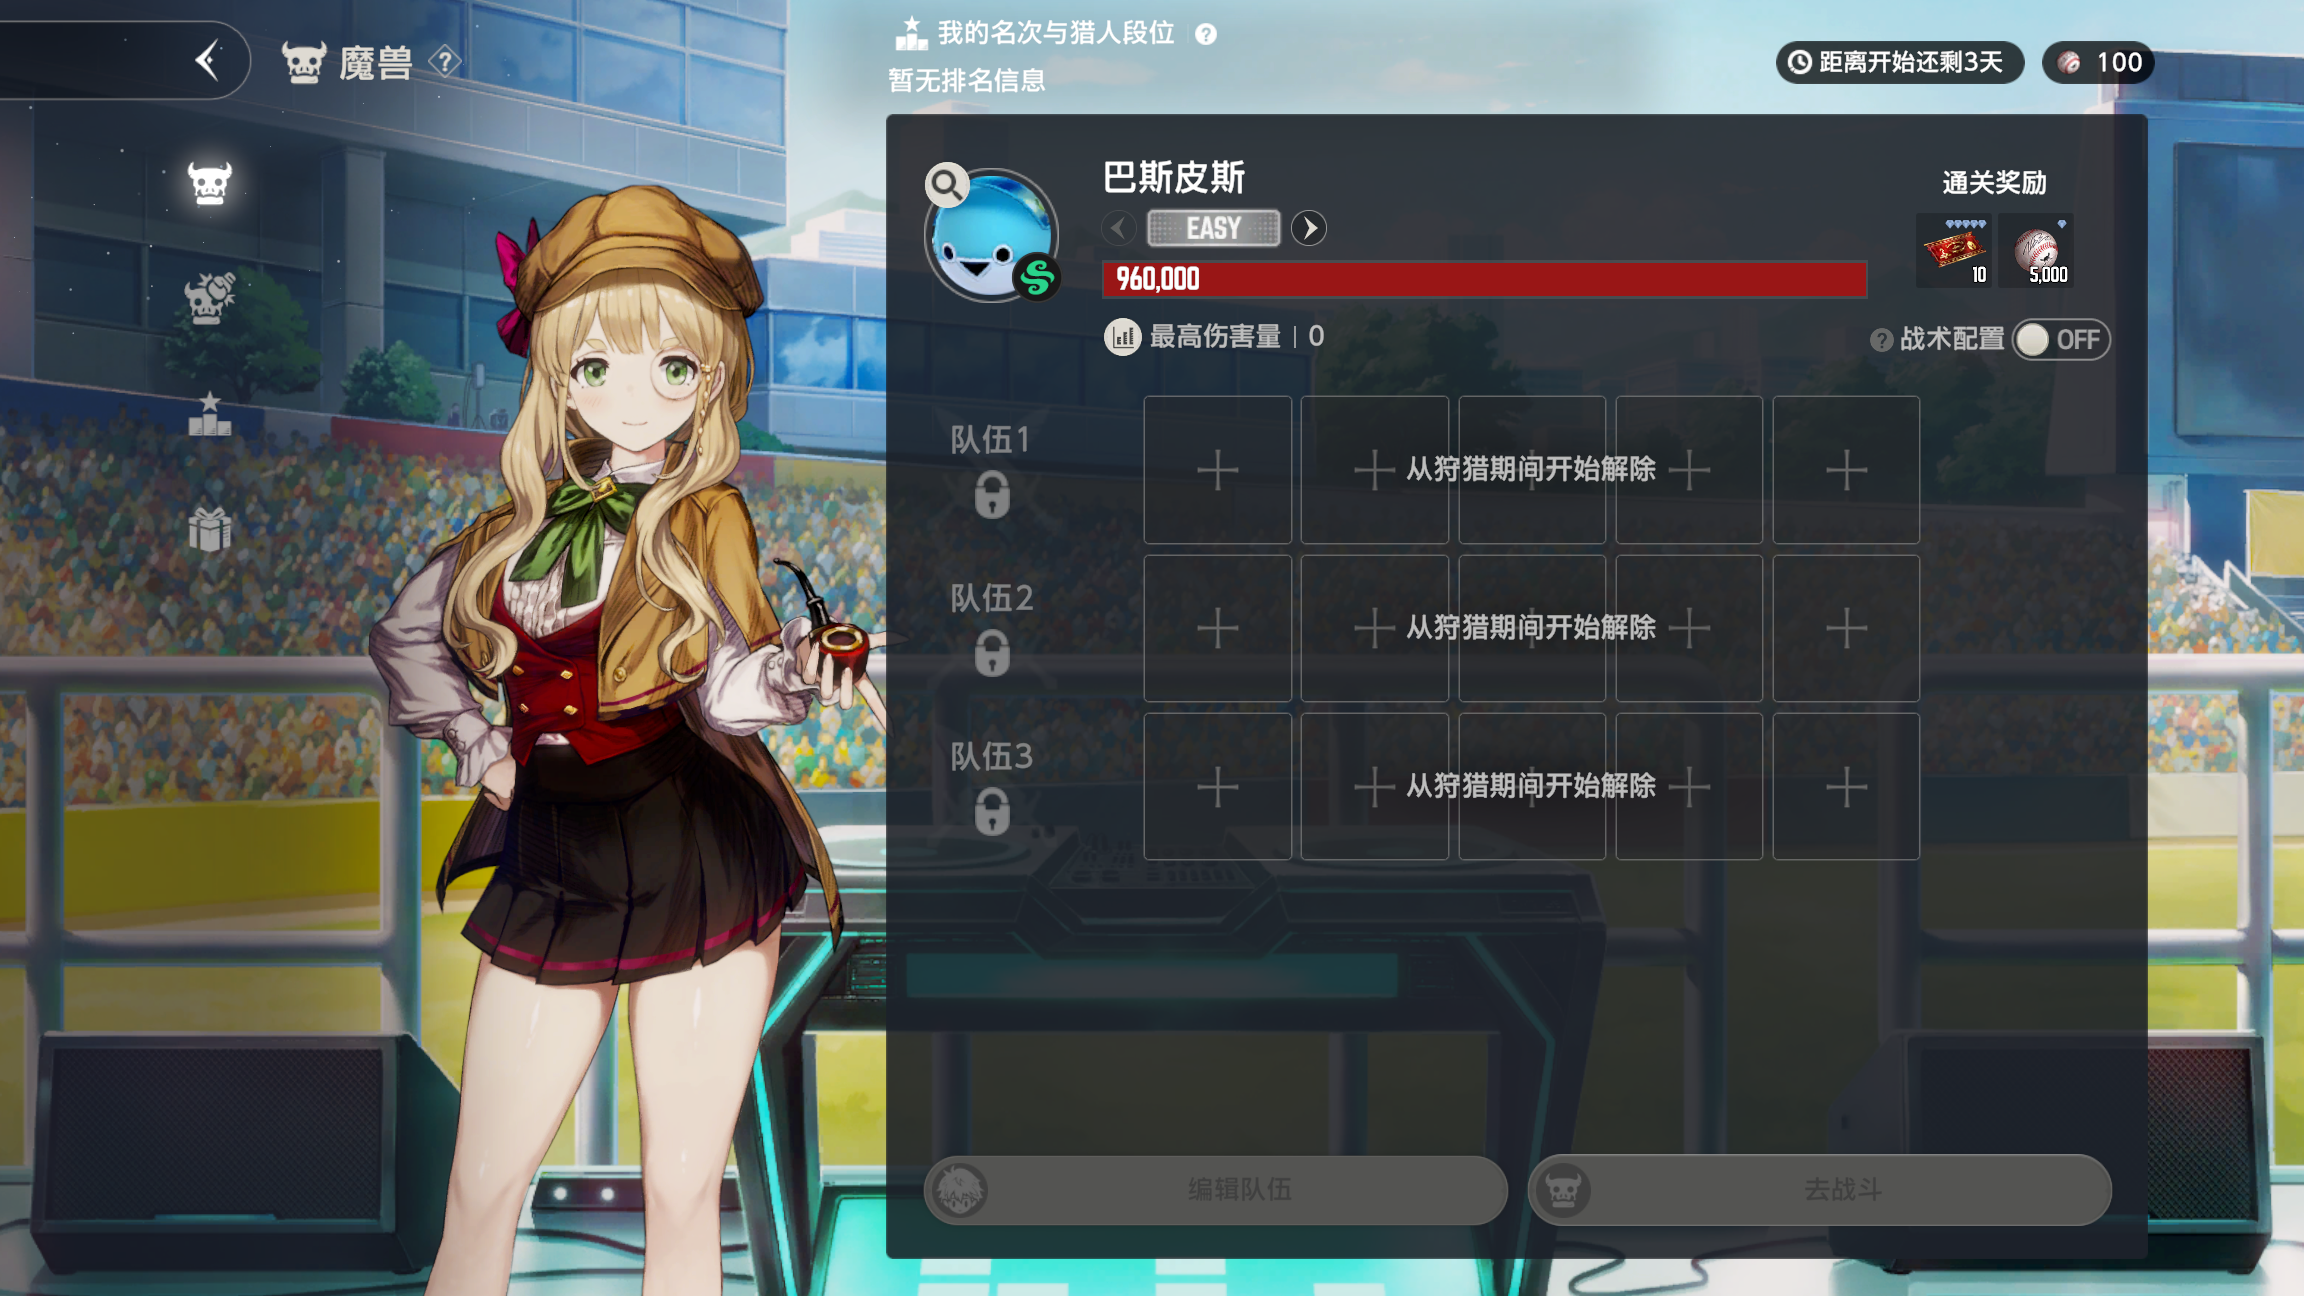 魔兽
?
我的名次与猎人段位
?
暂无排名信息
距离开始还剩3天
100
巴斯皮斯
EASY
960,000
最高伤害量 | 0
通关奖励
10
5,000
? 战术配置 OFF
队伍1
从狩猎期间开始解除
队伍2
从狩猎期间开始解除
队伍3
从狩猎期间开始解除
编辑队伍
去战斗